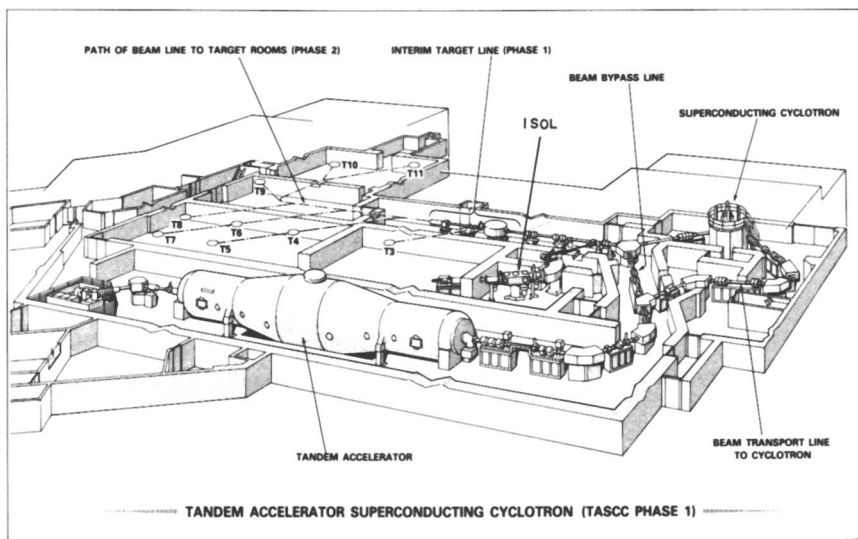 PATH OF BEAM LINE TO TARGET ROOMS (PHASE 2)
INTERIM TARGET LINE (PHASE 1)
BEAM BYPASS LINE
ISOL
SUPERCONDUCTING CYCLOTRON
T10
T11
T9
T8
T6
T7
T5
T4
T3
TANDEM ACCELERATOR
BEAM TRANSPORT LINE
TO CYCLOTRON
TANDEM ACCELERATOR SUPERCONDUCTING CYCLOTRON (TASCC PHASE 1)